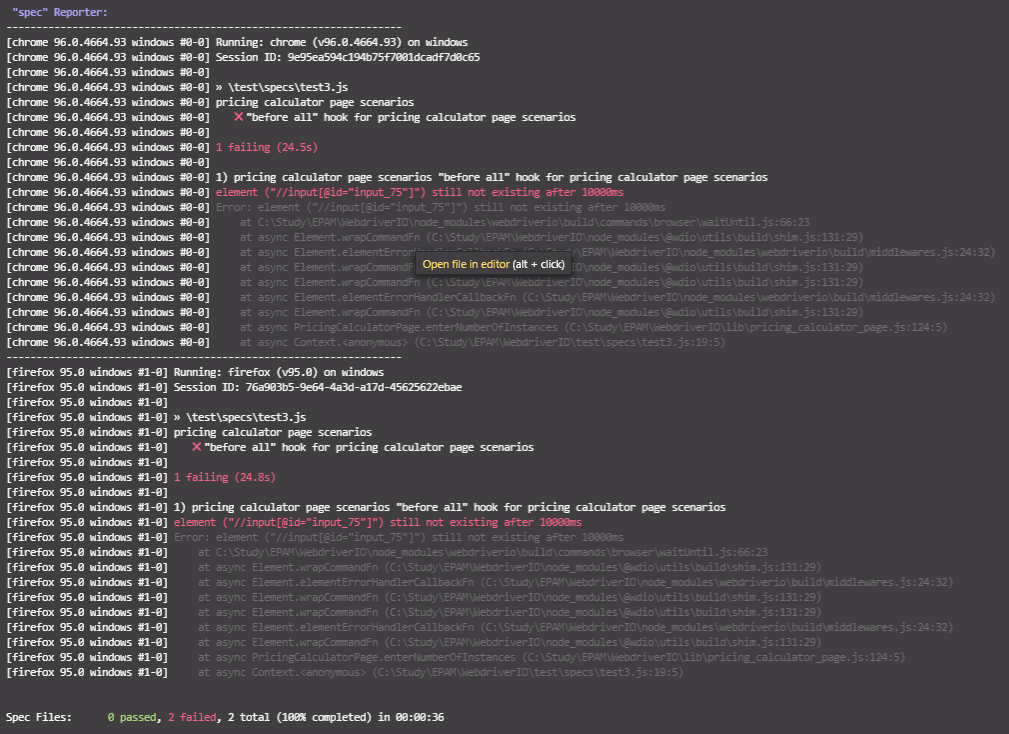 "spec" Reporter:
------------------------------------------------------------------
[chrome 96.0.4664.93 windows #0-0] Running: chrome (v96.0.4664.93) on windows
[chrome 96.0.4664.93 windows #0-0] Session ID: 9e95ea594c194b75f7001dcadf7d0c65
[chrome 96.0.4664.93 windows #0-0]
[chrome 96.0.4664.93 windows #0-0] » \test\specs\test3.js
[chrome 96.0.4664.93 windows #0-0] pricing calculator page scenarios
[chrome 96.0.4664.93 windows #0-0] ❌"before all" hook for pricing calculator page scenarios
[chrome 96.0.4664.93 windows #0-0]
[chrome 96.0.4664.93 windows #0-0] 1 failing (24.5s)
[chrome 96.0.4664.93 windows #0-0]
[chrome 96.0.4664.93 windows #0-0] 1) pricing calculator page scenarios "before all" hook for pricing calculator page scenarios
[chrome 96.0.4664.93 windows #0-0] element ("//input[@id="input_75"]") still not existing after 10000ms
[chrome 96.0.4664.93 windows #0-0] Error: element ("//input[@id="input_75"]") still not existing after 10000ms
[chrome 96.0.4664.93 windows #0-0] at C:\Study\EPAM\WebdriverIO\node_modules\webdriverio\build\commands\browser\waitUntil.js:66:23
[chrome 96.0.4664.93 windows #0-0] at async Element.wrapCommandFn (C:\Study\EPAM\WebdriverIO\node_modules\@wdio\utils\build\shim.js:131:29)
[chrome 96.0.4664.93 windows #0-0] at async Element.elementErro \node_modules\webdriverio\build\middlewares.js:24:32)
Open file in editor (alt + click)
[chrome 96.0.4664.93 windows #0-0] at async Element.wrapCommandF \node_modules\@wdio\utils\build\shim.js:131:29)
[chrome 96.0.4664.93 windows #0-0] at async Element.wrapCommandFn (C:\Study\EPAM\WebdriverIO\node_modules\@wdio\utils\build\shim.js:131:29)
[chrome 96.0.4664.93 windows #0-0] at async Element.elementErrorHandlerCallbackFn (C:\Study\EPAM\WebdriverIO\node_modules\webdriverio\build\middlewares.js:24:32)
[chrome 96.0.4664.93 windows #0-0] at async Element.wrapCommandFn (C:\Study\EPAM\WebdriverIO\node_modules\@wdio\utils\build\shim.js:131:29)
[chrome 96.0.4664.93 windows #0-0] at async PricingCalculatorPage.enterNumberOfInstances (C:\Study\EPAM\WebdriverIO\lib\pricing_calculator_page.js:124:5)
[chrome 96.0.4664.93 windows #0-0] at async Context.<anonymous> (C:\Study\EPAM\WebdriverIO\test\specs\test3.js:19:5)
------------------------------------------------------------------
[firefox 95.0 windows #1-0] Running: firefox (v95.0) on windows
[firefox 95.0 windows #1-0] Session ID: 76a903b5-9e64-4a3d-a17d-45625622ebae
[firefox 95.0 windows #1-0]
[firefox 95.0 windows #1-0] » \test\specs\test3.js
[firefox 95.0 windows #1-0] pricing calculator page scenarios
[firefox 95.0 windows #1-0] ❌"before all" hook for pricing calculator page scenarios
[firefox 95.0 windows #1-0]
[firefox 95.0 windows #1-0] 1 failing (24.8s)
[firefox 95.0 windows #1-0]
[firefox 95.0 windows #1-0] 1) pricing calculator page scenarios "before all" hook for pricing calculator page scenarios
[firefox 95.0 windows #1-0] element ("//input[@id="input_75"]") still not existing after 10000ms
[firefox 95.0 windows #1-0] Error: element ("//input[@id="input_75"]") still not existing after 10000ms
[firefox 95.0 windows #1-0] at C:\Study\EPAM\WebdriverIO\node_modules\webdriverio\build\commands\browser\waitUntil.js:66:23
[firefox 95.0 windows #1-0] at async Element.wrapCommandFn (C:\Study\EPAM\WebdriverIO\node_modules\@wdio\utils\build\shim.js:131:29)
[firefox 95.0 windows #1-0] at async Element.elementErrorHandlerCallbackFn (C:\Study\EPAM\WebdriverIO\node_modules\webdriverio\build\middlewares.js:24:32)
[firefox 95.0 windows #1-0] at async Element.wrapCommandFn (C:\Study\EPAM\WebdriverIO\node_modules\@wdio\utils\build\shim.js:131:29)
[firefox 95.0 windows #1-0] at async Element.wrapCommandFn (C:\Study\EPAM\WebdriverIO\node_modules\@wdio\utils\build\shim.js:131:29)
[firefox 95.0 windows #1-0] at async Element.elementErrorHandlerCallbackFn (C:\Study\EPAM\WebdriverIO\node_modules\webdriverio\build\middlewares.js:24:32)
[firefox 95.0 windows #1-0] at async Element.wrapCommandFn (C:\Study\EPAM\WebdriverIO\node_modules\@wdio\utils\build\shim.js:131:29)
[firefox 95.0 windows #1-0] at async PricingCalculatorPage.enterNumberOfInstances (C:\Study\EPAM\WebdriverIO\lib\pricing_calculator_page.js:124:5)
[firefox 95.0 windows #1-0] at async Context.<anonymous> (C:\Study\EPAM\WebdriverIO\test\specs\test3.js:19:5)
Spec Files: 0 passed, 2 failed, 2 total (100% completed) in 00:00:36